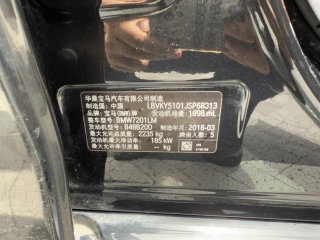 华晨宝马汽车有限公司制造
制造国：中国 LBVKY5101JSP68313
品牌：宝马(BMW)牌 发动机排量：1998 mL
整车型号：BMW7201LM
发动机型号：B48B20D 制造年月：2018-03
最大允许总质量：2235 kg 乘坐人数：5
最大净功率：185 kW
— kg